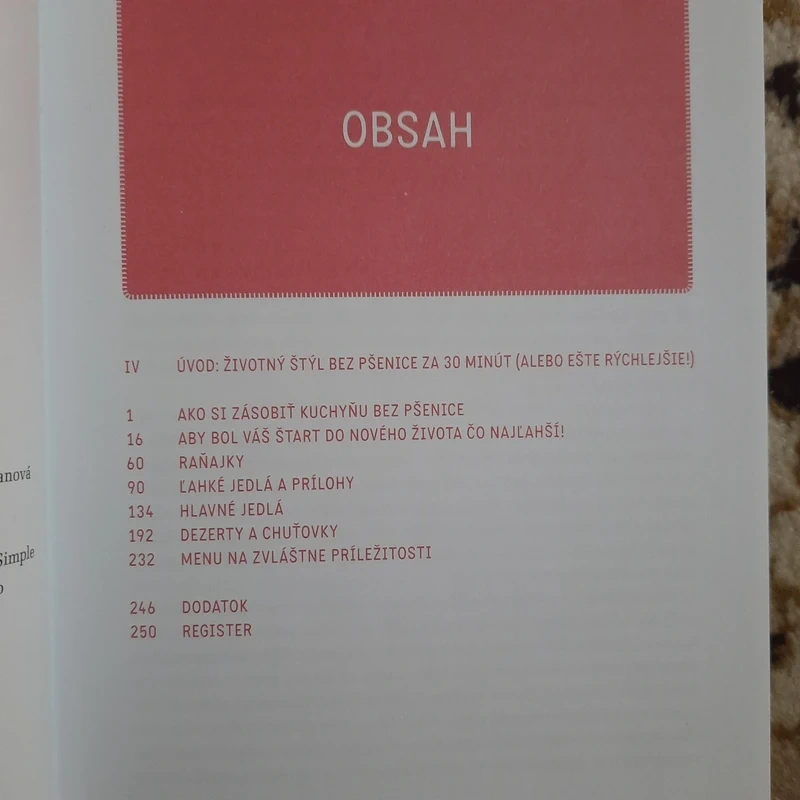 OBSAH
IV ÚVOD: ŽIVOTNÝ ŠTÝL BEZ PŠENICE ZA 30 MINÚT (ALEBO EŠTE RÝCHLEJŠIE!)
1 AKO SI ZÁSOBIŤ KUCHYŇU BEZ PŠENICE
16 ABY BOL VÁŠ ŠTART DO NOVÉHO ŽIVOTA ČO NAJĽAHŠÍ!
60 RAŇAJKY
90 ĽAHKÉ JEDLÁ A PRÍLOHY
134 HLAVNÉ JEDLÁ
192 DEZERTY A CHUŤOVKY
232 MENU NA ZVLÁŠTNE PRÍLEŽITOSTI
246 DODATOK
250 REGISTER
anová
Simple